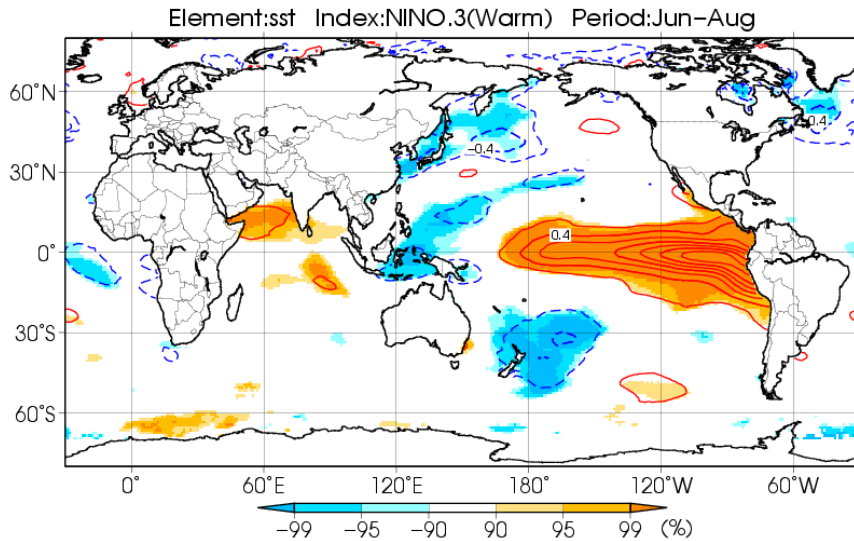 Element:sst Index:NINO.3(Warm) Period:Jun-Aug
60°N
0.4
-0.4
30°N
0.4
0°
30°S
60°S
0° 60°E 120°E 180° 120°W 60°W
-99 -95 -90 90 95 99 (%)